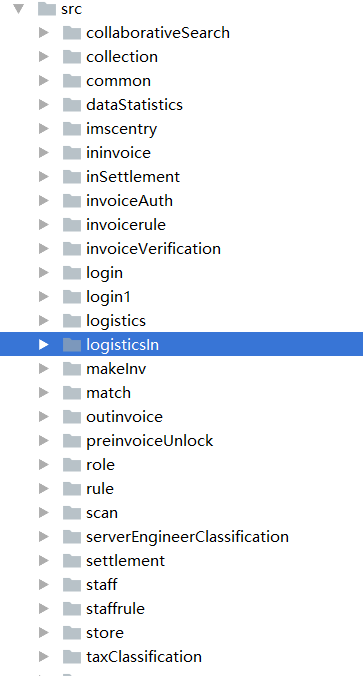 src
collaborativeSearch
collection
common
dataStatistics
imscentry
ininvoice
inSettlement
invoiceAuth
invoicerule
invoiceVerification
login
login1
logistics
logisticsIn
makeInv
match
outinvoice
preinvoiceUnlock
role
rule
scan
serverEngineerClassification
settlement
staff
staffrule
store
taxClassification